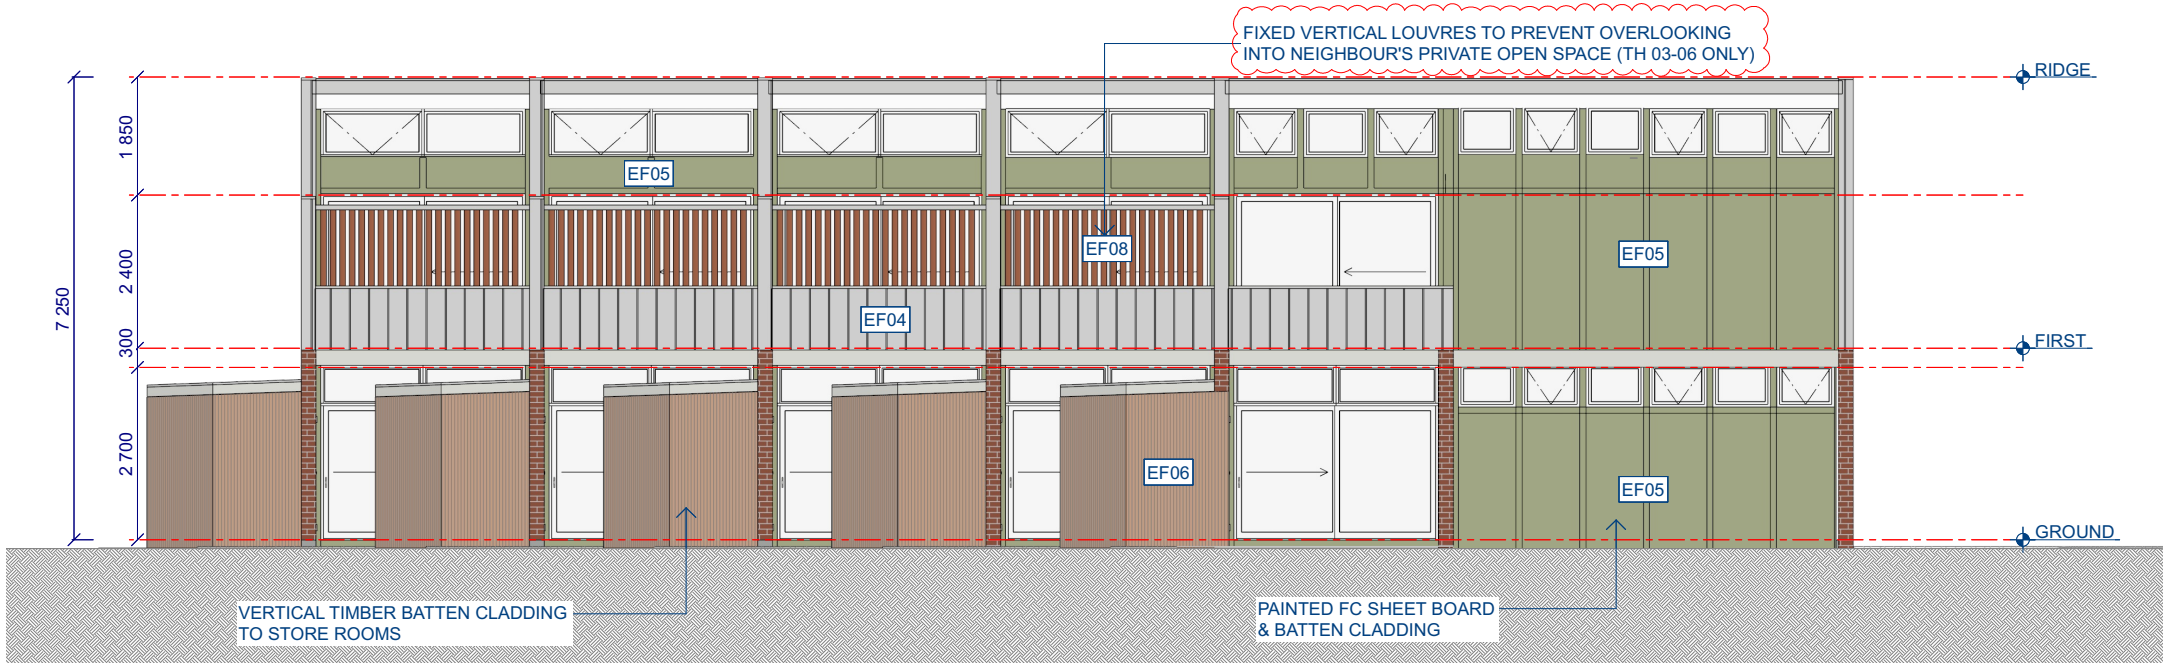 FIXED VERTICAL LOUVRES TO PREVENT OVERLOOKING
INTO NEIGHBOUR'S PRIVATE OPEN SPACE (TH 03-06 ONLY)
RIDGE
1 850
EF05
2 400
EF08
EF05
7 250
EF04
300
FIRST
2 700
EF06
EF05
GROUND
VERTICAL TIMBER BATTEN CLADDING
TO STORE ROOMS
PAINTED FC SHEET BOARD
& BATTEN CLADDING